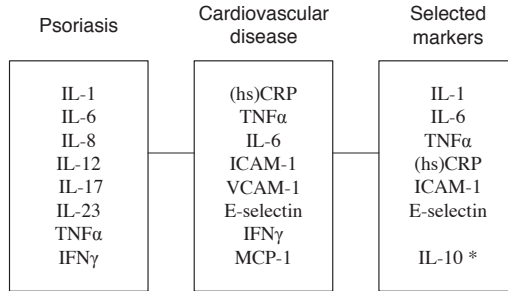 Psoriasis
IL-1
IL-6
IL-8
IL-12
IL-17
IL-23
TNFα
IFNγ
Cardiovascular
disease
(hs)CRP
TNFα
IL-6
ICAM-1
VCAM-1
E-selectin
IFNγ
MCP-1
Selected
markers
IL-1
IL-6
TNFα
(hs)CRP
ICAM-1
E-selectin
IL-10 *